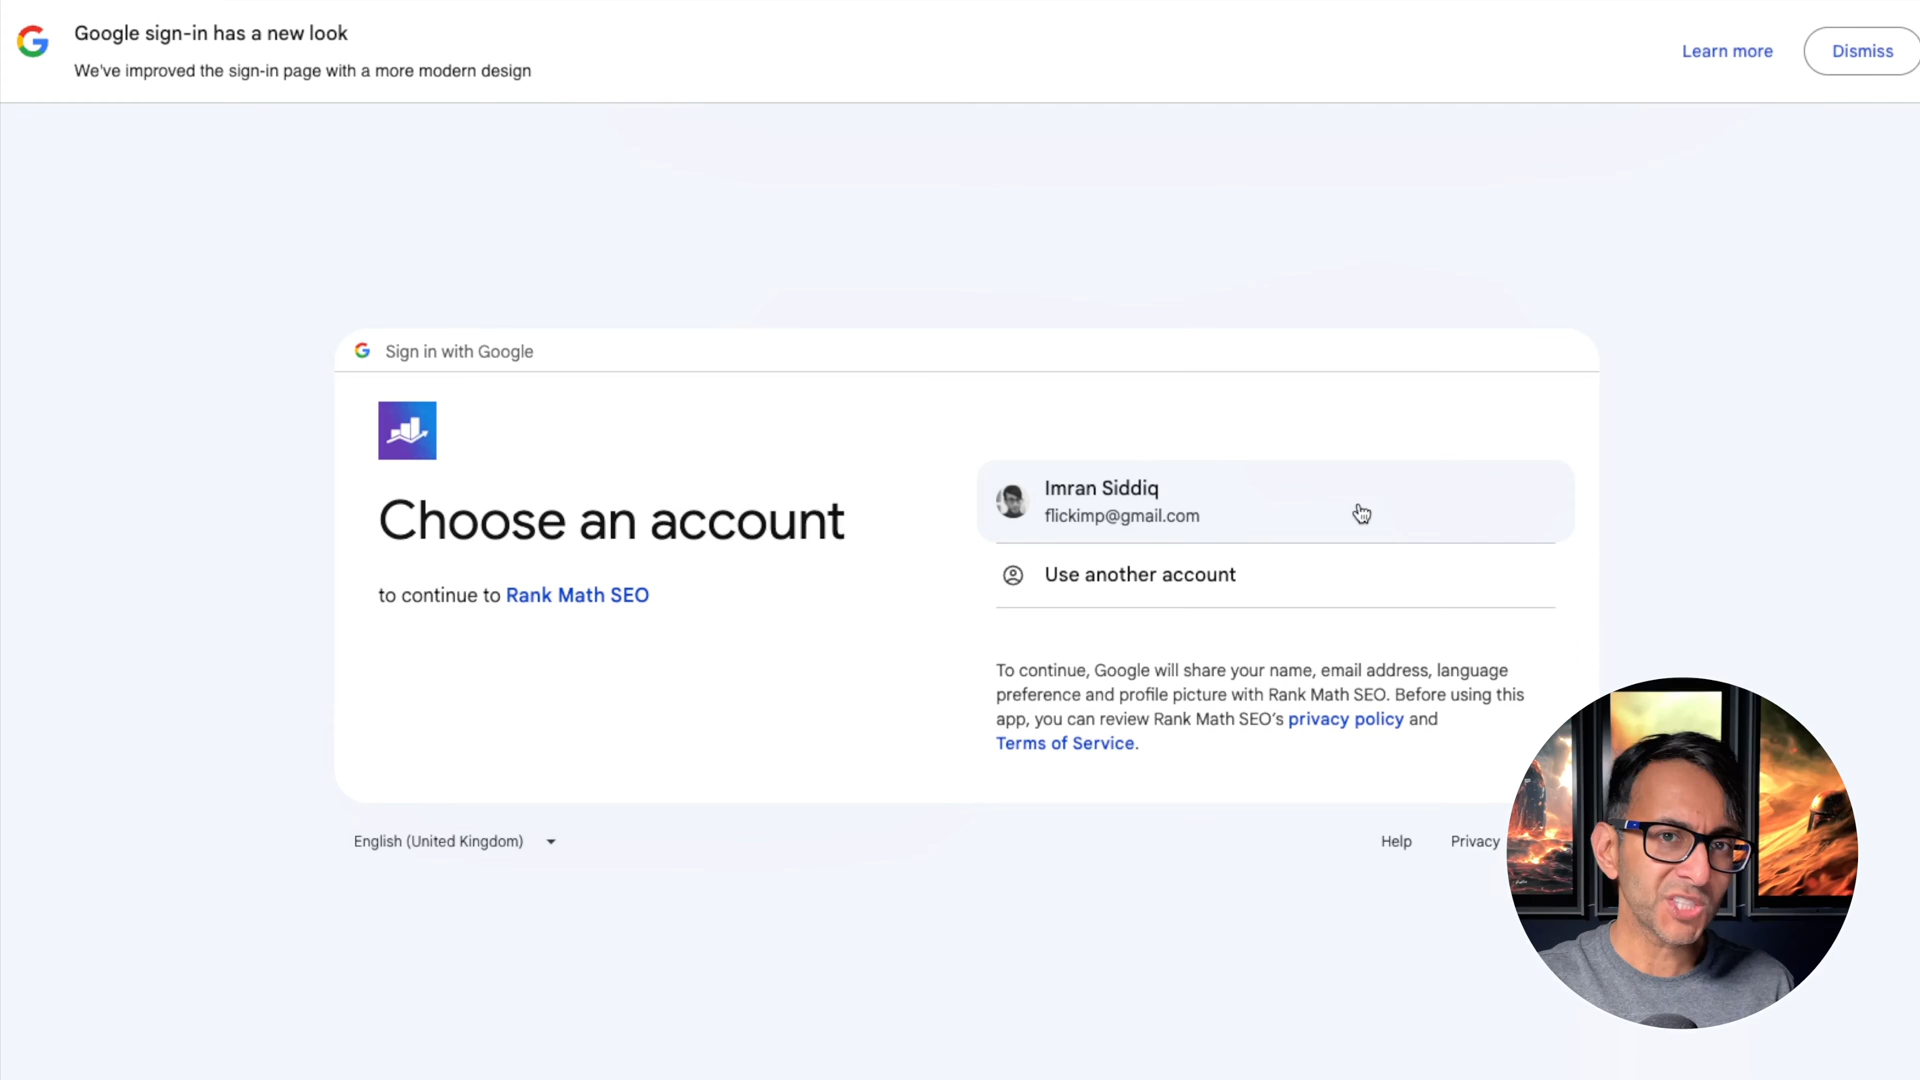 Google sign-in has a new look
We've improved the sign-in page with a more modern design
Learn more
Dismiss
Sign in with Google
Choose an account
to continue to Rank Math SEO
Imran Siddiq
flickimp@gmail.com
Use another account
To continue, Google will share your name, email address, language
preference and profile picture with Rank Math SEO. Before using this
app, you can review Rank Math SEO’s privacy policy and
Terms of Service.
English (United Kingdom)
Help
Privacy